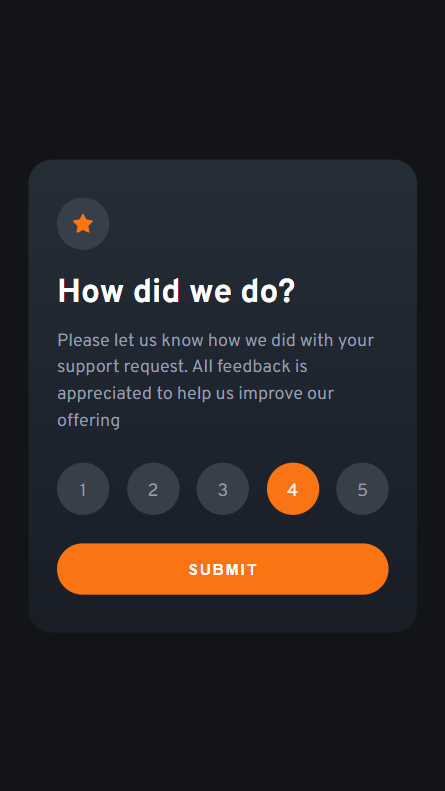 How did we do?
Please let us know how we did with your
support request. All feedback is
appreciated to help us improve our
offering
1 2 3 4 5
SUBMIT